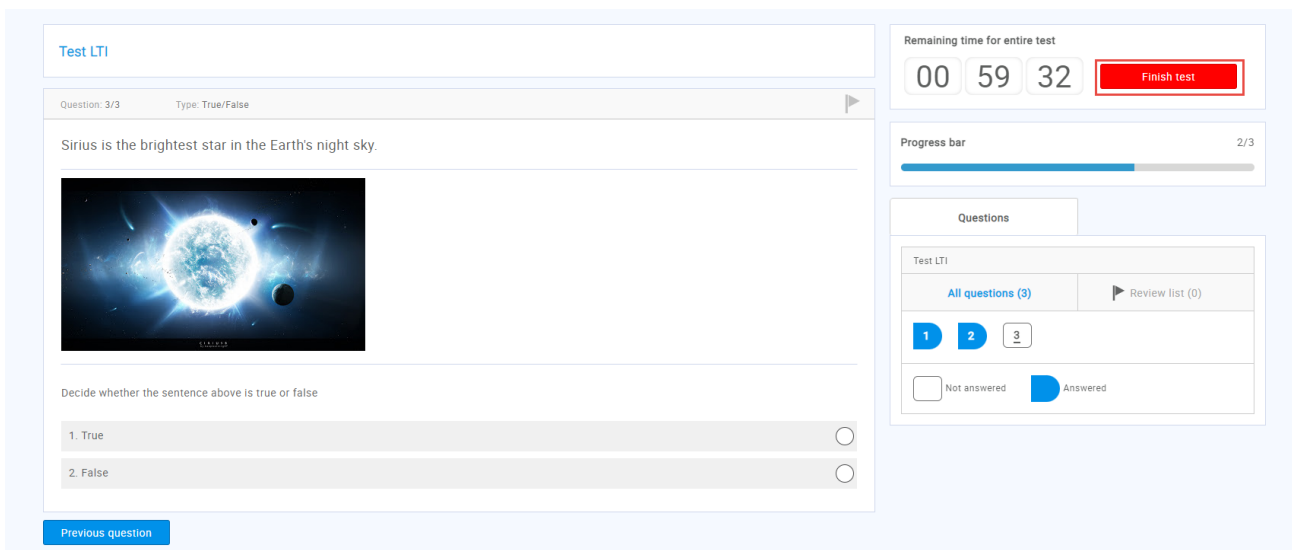 Test LTI
Question: 3/3 Type: True/False
Sirius is the brightest star in the Earth's night sky.
Decide whether the sentence above is true or false
1. True
2. False
Previous question
Remaining time for entire test
00 59 32 Finish test
Progress bar 2/3
Questions
Test LTI
All questions (3) Review list (0)
1 2 3
Not answered Answered